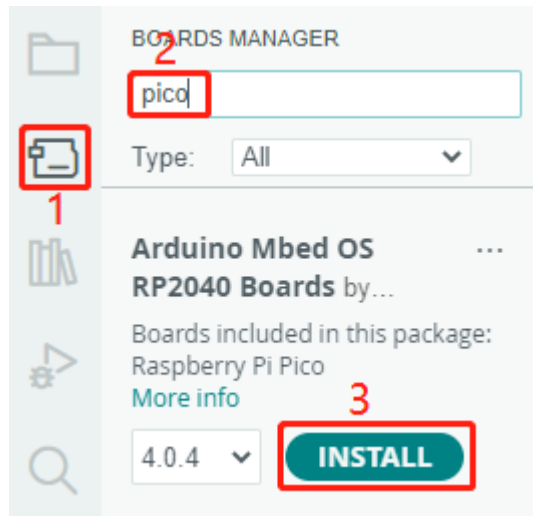 BOARDS MANAGER
2
pico
Type: All
1
Arduino Mbed OS ...
RP2040 Boards by...
Boards included in this package:
Raspberry Pi Pico
More info
3
4.0.4 INSTALL